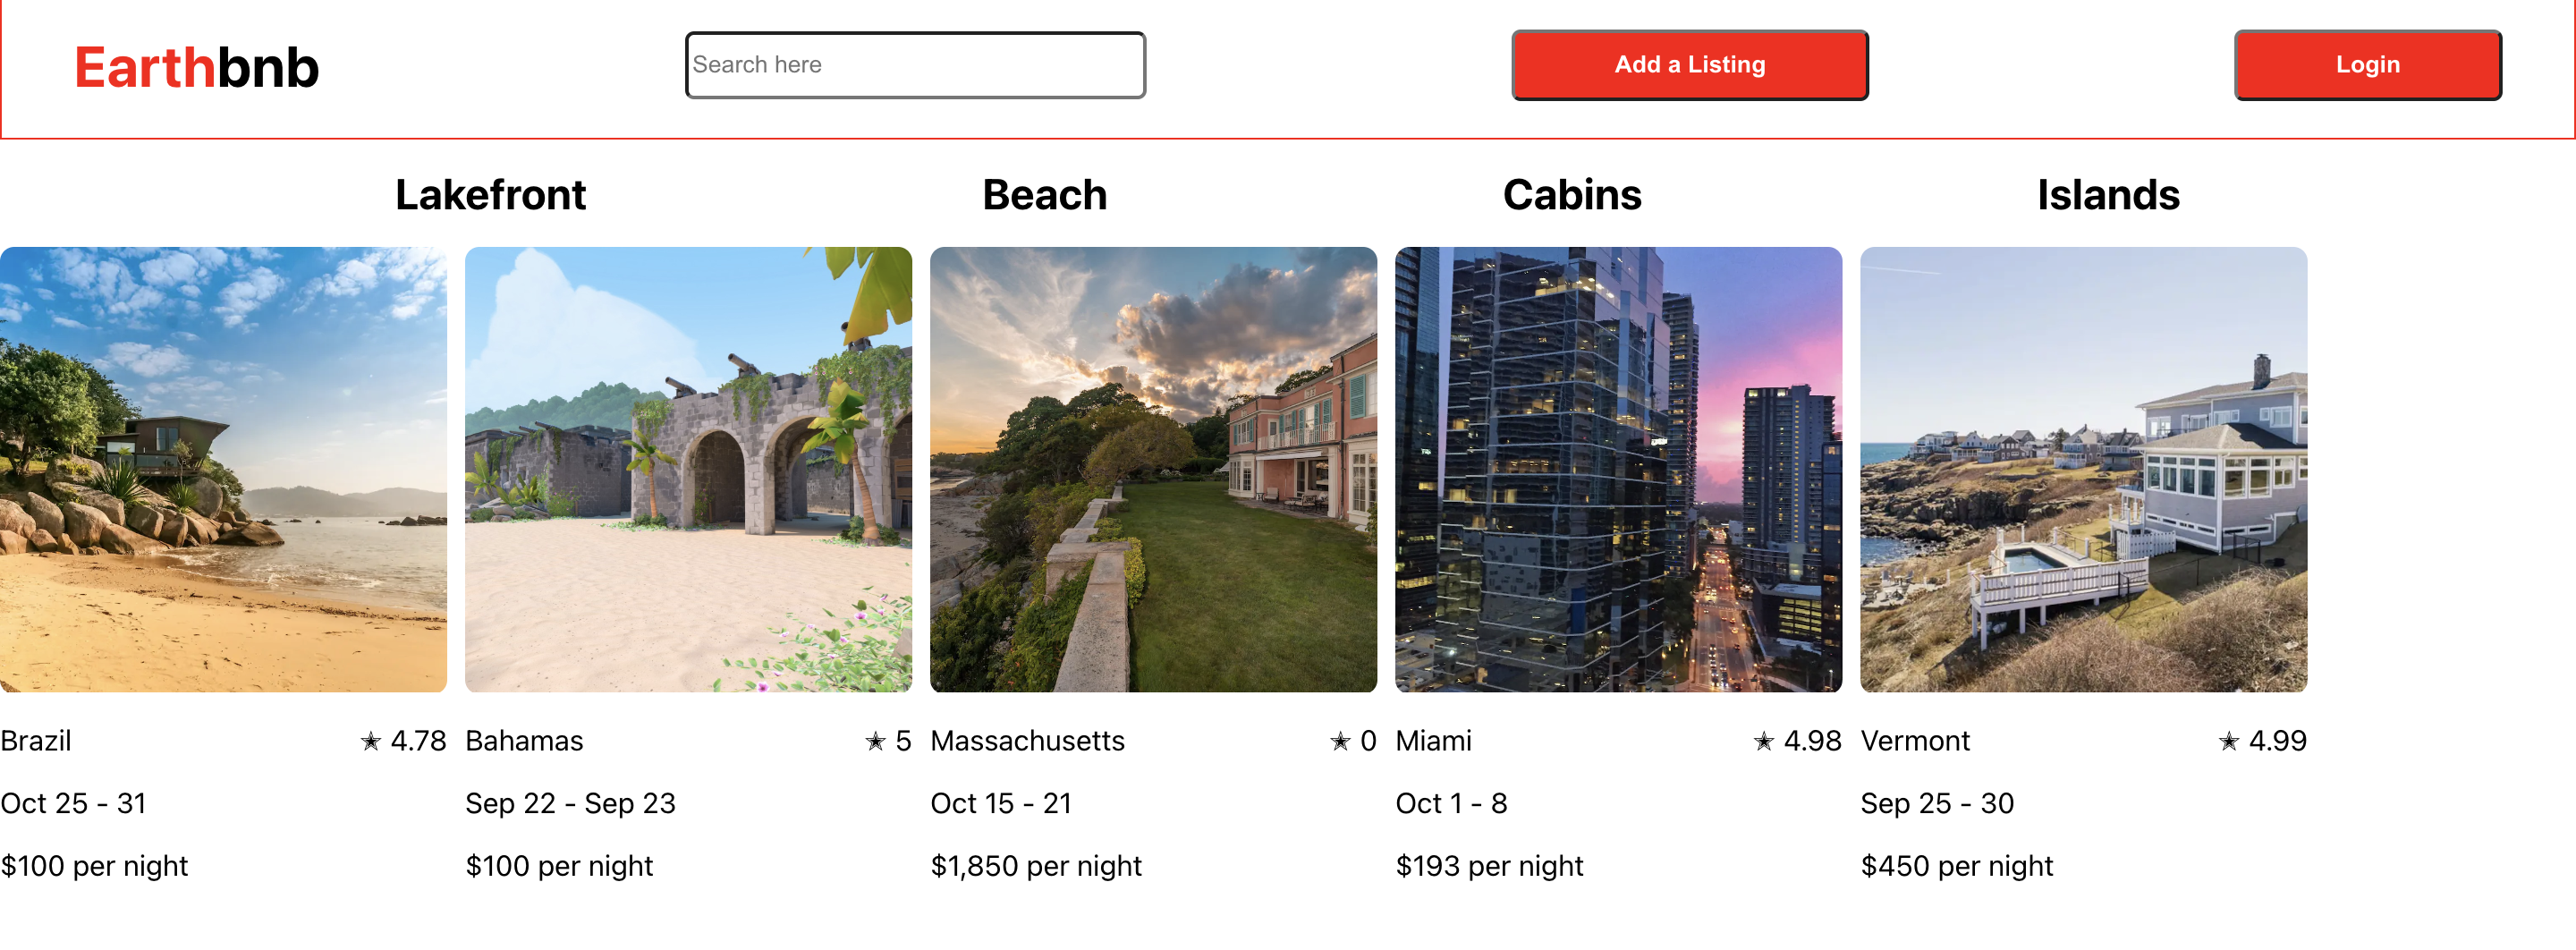 Earthbnb
Search here
Add a Listing
Login
Lakefront
Beach
Cabins
Islands
Brazil
✭ 4.78
Oct 25 - 31
$100 per night
Bahamas
✭ 5
Sep 22 - Sep 23
$100 per night
Massachusetts
✭ 0
Oct 15 - 21
$1,850 per night
Miami
✭ 4.98
Oct 1 - 8
$193 per night
Vermont
✭ 4.99
Sep 25 - 30
$450 per night